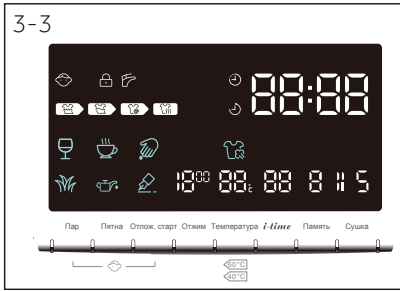 3-3
88:88
18⁰⁰ 88.c 88 8 11 5
Пар Пятна Отлож. старт Отжим Температура i-time Память Сушка
60°C
40°C